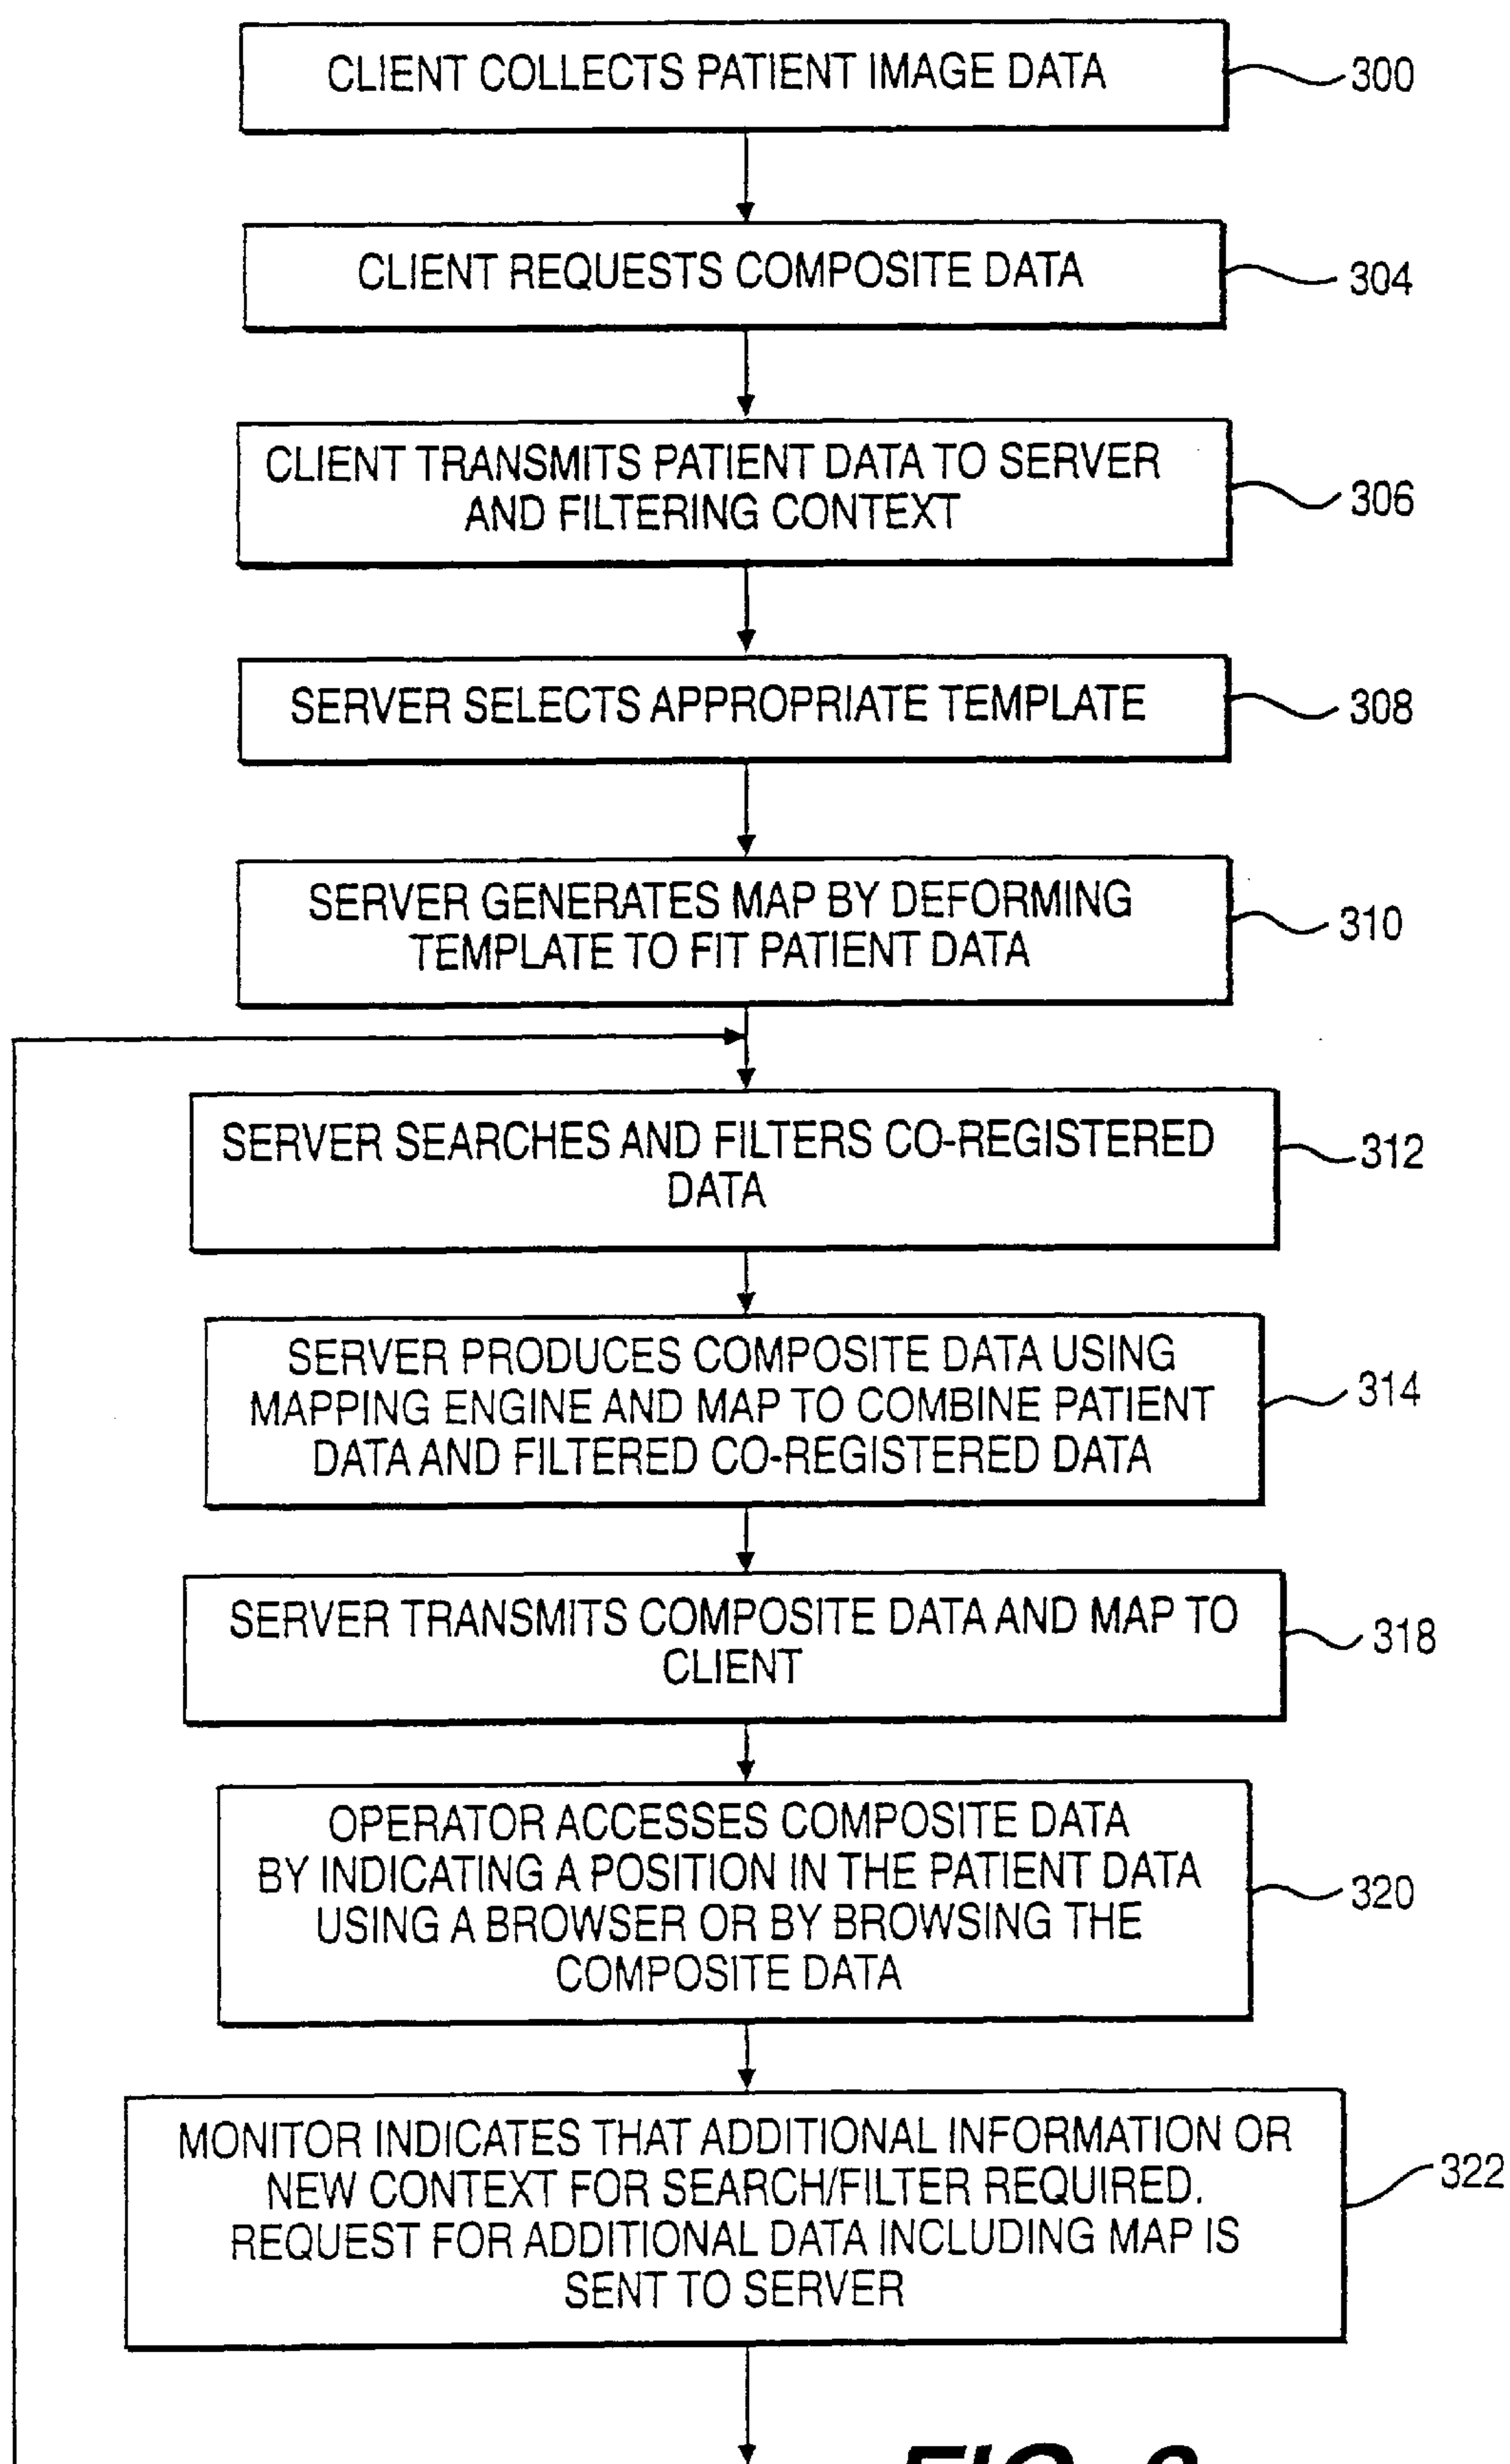 CLIENT COLLECTS PATIENT IMAGE DATA
300
CLIENT REQUESTS COMPOSITE DATA
304
CLIENT TRANSMITS PATIENT DATA TO SERVER
AND FILTERING CONTEXT
306
SERVER SELECTS APPROPRIATE TEMPLATE
308
SERVER GENERATES MAP BY DEFORMING
TEMPLATE TO FIT PATIENT DATA
310
SERVER SEARCHES AND FILTERS CO-REGISTERED
DATA
312
SERVER PRODUCES COMPOSITE DATA USING
MAPPING ENGINE AND MAP TO COMBINE PATIENT
DATA AND FILTERED CO-REGISTERED DATA
314
SERVER TRANSMITS COMPOSITE DATA AND MAP TO
CLIENT
318
OPERATOR ACCESSES COMPOSITE DATA
BY INDICATING A POSITION IN THE PATIENT DATA
USING A BROWSER OR BY BROWSING THE
COMPOSITE DATA
320
MONITOR INDICATES THAT ADDITIONAL INFORMATION OR
NEW CONTEXT FOR SEARCH/FILTER REQUIRED.
REQUEST FOR ADDITIONAL DATA INCLUDING MAP IS
SENT TO SERVER
322
FIG.